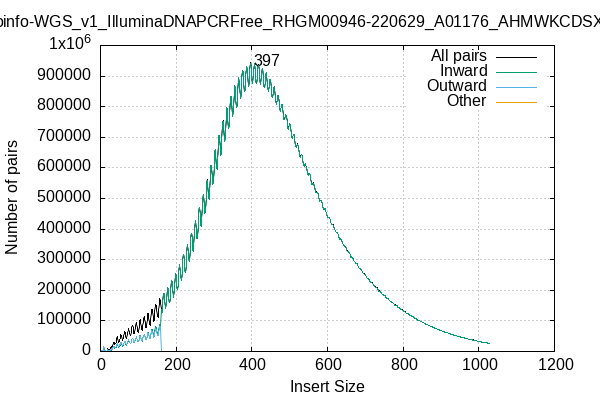 oinfo-WGS_v1_IlluminaDNAPCRFree_RHGM00946-220629_A01176_AHMWKCDSX
1x10⁶
900000
800000
700000
600000
500000
400000
300000
200000
100000
0
Number of pairs
397
All pairs
Inward
Outward
Other
0 200 400 600 800 1000 1200
Insert Size